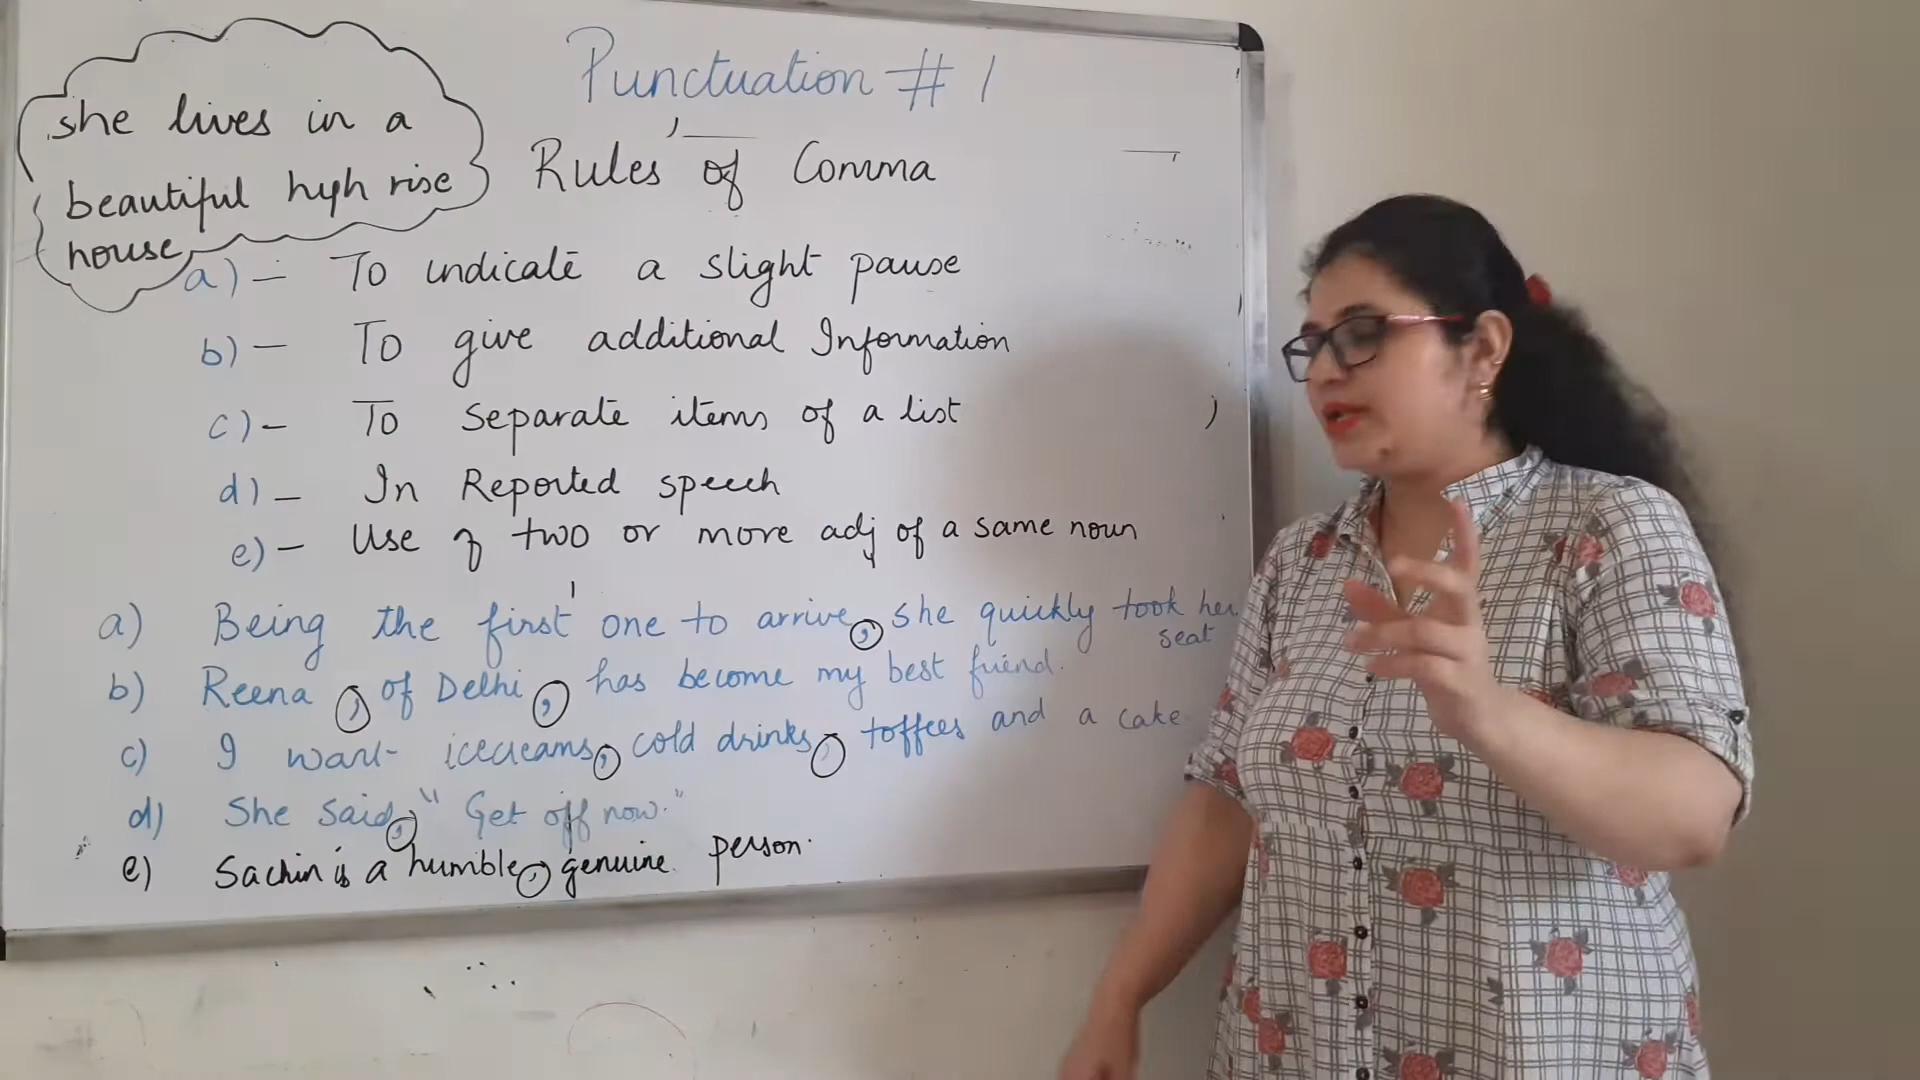 Punctuation # 1
she lives in a
beautiful high rise
house
Rules of Comma
a) - To indicate a slight pause
b) - To give additional Information
c) - To separate items of a list
d) - In Reported speech
e) - Use of two or more adj of a same noun
a) Being the first one to arrive, she quickly took her
seat
b) Reena, of Delhi, has become my best friend.
c) I want icecreams, cold drinks, toffees and a cake
d) She said, "Get off now."
e) Sachin is a humble, genuine person.